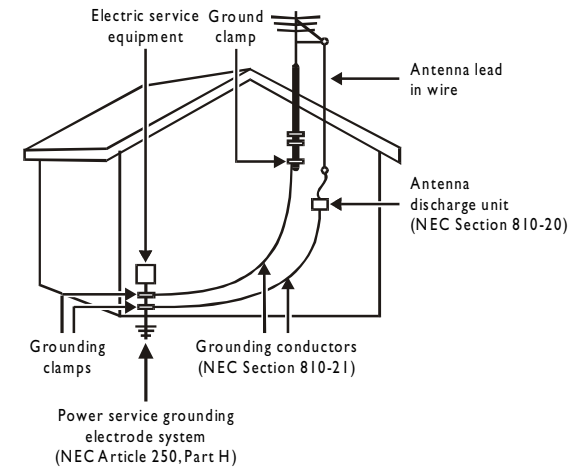 Electric service
equipment
Ground
clamp
Antenna lead
in wire
Antenna
discharge unit
(NEC Section 810-20)
Grounding
clamps
Grounding conductors
(NEC Section 810-21)
Power service grounding
electrode system
(NEC Article 250, Part H)